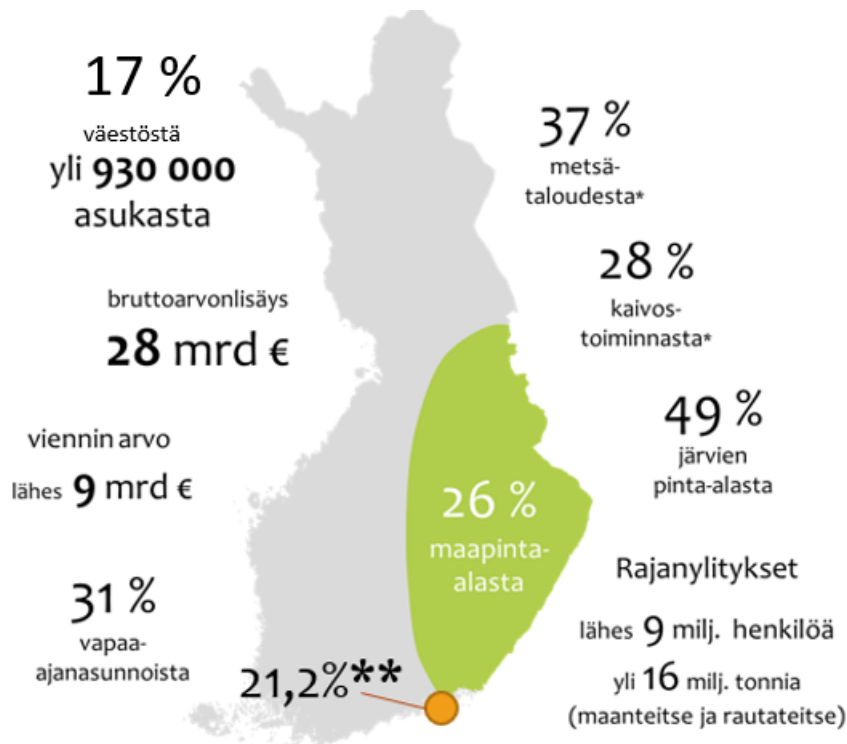 17 %
väestöstä
yli 930 000
asukasta
bruttoarvonlisäys
28 mrd €
viennin arvo
lähes 9 mrd €
31 %
vapaa-
ajanasunnoista
21,2%**
26 %
maapinta-
alasta
37 %
metsä-
taloudesta*
28 %
kaivos-
toiminnasta*
49 %
järvien
pinta-alasta
Rajanylitykset
lähes 9 milj. henkilöä
yli 16 milj. tonnia
(maanteitse ja rautateitse)